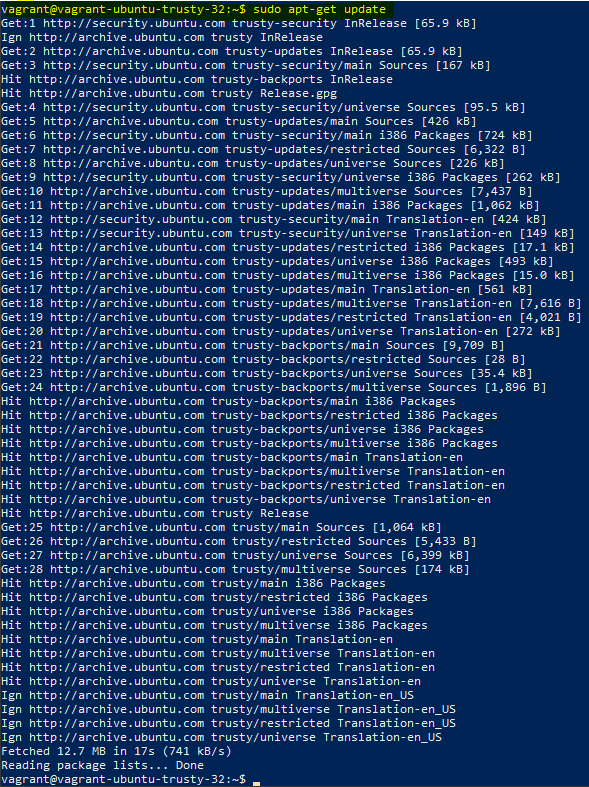 vagrant@vagrant-ubuntu-trusty-32:~$ sudo apt-get update
Get:1 http://security.ubuntu.com trusty-security InRelease [65.9 kB]
Ign http://archive.ubuntu.com trusty InRelease
Get:2 http://archive.ubuntu.com trusty-updates InRelease [65.9 kB]
Get:3 http://security.ubuntu.com trusty-security/main Sources [167 kB]
Hit http://archive.ubuntu.com trusty-backports InRelease
Hit http://archive.ubuntu.com trusty Release.gpg
Get:4 http://security.ubuntu.com trusty-security/universe Sources [95.5 kB]
Get:5 http://archive.ubuntu.com trusty-updates/main Sources [426 kB]
Get:6 http://security.ubuntu.com trusty-security/main i386 Packages [724 kB]
Get:7 http://archive.ubuntu.com trusty-updates/restricted Sources [6,322 B]
Get:8 http://archive.ubuntu.com trusty-updates/universe Sources [226 kB]
Get:9 http://security.ubuntu.com trusty-security/universe i386 Packages [262 kB]
Get:10 http://archive.ubuntu.com trusty-updates/multiverse Sources [7,437 B]
Get:11 http://archive.ubuntu.com trusty-updates/main i386 Packages [1,062 kB]
Get:12 http://security.ubuntu.com trusty-security/main Translation-en [424 kB]
Get:13 http://security.ubuntu.com trusty-security/universe Translation-en [149 kB]
Get:14 http://archive.ubuntu.com trusty-updates/restricted i386 Packages [17.1 kB]
Get:15 http://archive.ubuntu.com trusty-updates/universe i386 Packages [493 kB]
Get:16 http://archive.ubuntu.com trusty-updates/multiverse i386 Packages [15.0 kB]
Get:17 http://archive.ubuntu.com trusty-updates/main Translation-en [561 kB]
Get:18 http://archive.ubuntu.com trusty-updates/multiverse Translation-en [7,616 B]
Get:19 http://archive.ubuntu.com trusty-updates/restricted Translation-en [4,021 B]
Get:20 http://archive.ubuntu.com trusty-updates/universe Translation-en [272 kB]
Get:21 http://archive.ubuntu.com trusty-backports/main Sources [9,709 B]
Get:22 http://archive.ubuntu.com trusty-backports/restricted Sources [28 B]
Get:23 http://archive.ubuntu.com trusty-backports/universe Sources [35.4 kB]
Get:24 http://archive.ubuntu.com trusty-backports/multiverse Sources [1,896 B]
Hit http://archive.ubuntu.com trusty-backports/main i386 Packages
Hit http://archive.ubuntu.com trusty-backports/restricted i386 Packages
Hit http://archive.ubuntu.com trusty-backports/universe i386 Packages
Hit http://archive.ubuntu.com trusty-backports/multiverse i386 Packages
Hit http://archive.ubuntu.com trusty-backports/main Translation-en
Hit http://archive.ubuntu.com trusty-backports/multiverse Translation-en
Hit http://archive.ubuntu.com trusty-backports/restricted Translation-en
Hit http://archive.ubuntu.com trusty-backports/universe Translation-en
Hit http://archive.ubuntu.com trusty Release
Get:25 http://archive.ubuntu.com trusty/main Sources [1,064 kB]
Get:26 http://archive.ubuntu.com trusty/restricted Sources [5,433 B]
Get:27 http://archive.ubuntu.com trusty/universe Sources [6,399 kB]
Get:28 http://archive.ubuntu.com trusty/multiverse Sources [174 kB]
Hit http://archive.ubuntu.com trusty/main i386 Packages
Hit http://archive.ubuntu.com trusty/restricted i386 Packages
Hit http://archive.ubuntu.com trusty/universe i386 Packages
Hit http://archive.ubuntu.com trusty/multiverse i386 Packages
Hit http://archive.ubuntu.com trusty/main Translation-en
Hit http://archive.ubuntu.com trusty/multiverse Translation-en
Hit http://archive.ubuntu.com trusty/restricted Translation-en
Hit http://archive.ubuntu.com trusty/universe Translation-en
Ign http://archive.ubuntu.com trusty/main Translation-en_US
Ign http://archive.ubuntu.com trusty/multiverse Translation-en_US
Ign http://archive.ubuntu.com trusty/restricted Translation-en_US
Ign http://archive.ubuntu.com trusty/universe Translation-en_US
Fetched 12.7 MB in 17s (741 kB/s)
Reading package lists... Done
vagrant@vagrant-ubuntu-trusty-32:~$